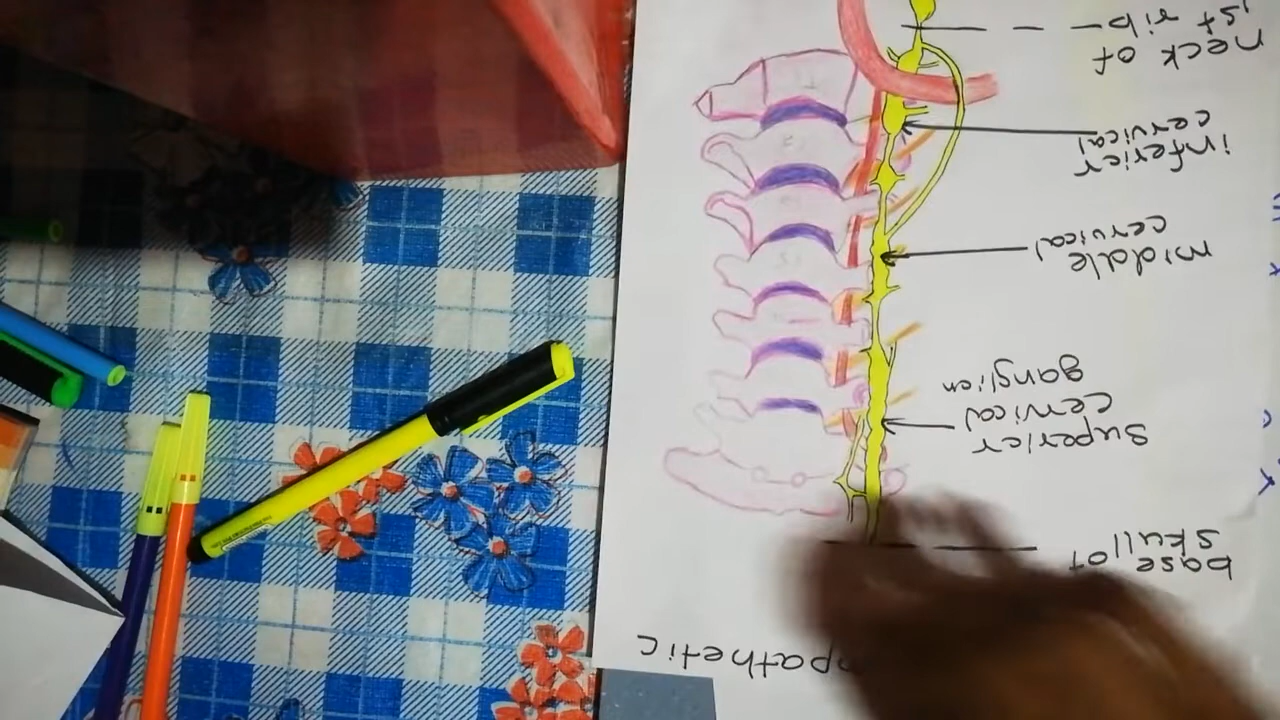 pathetic
base of
skull
superior
cervical
ganglion
middle
cervical
inferior
cervical
neck of
1st rib